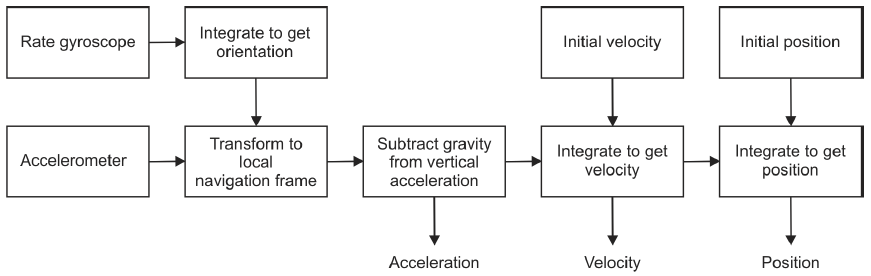 Rate gyroscope
Integrate to get
orientation
Initial velocity
Initial position
Accelerometer
Transform to
local
navigation frame
Subtract gravity
from vertical
acceleration
Integrate to get
velocity
Integrate to get
position
Acceleration
Velocity
Position